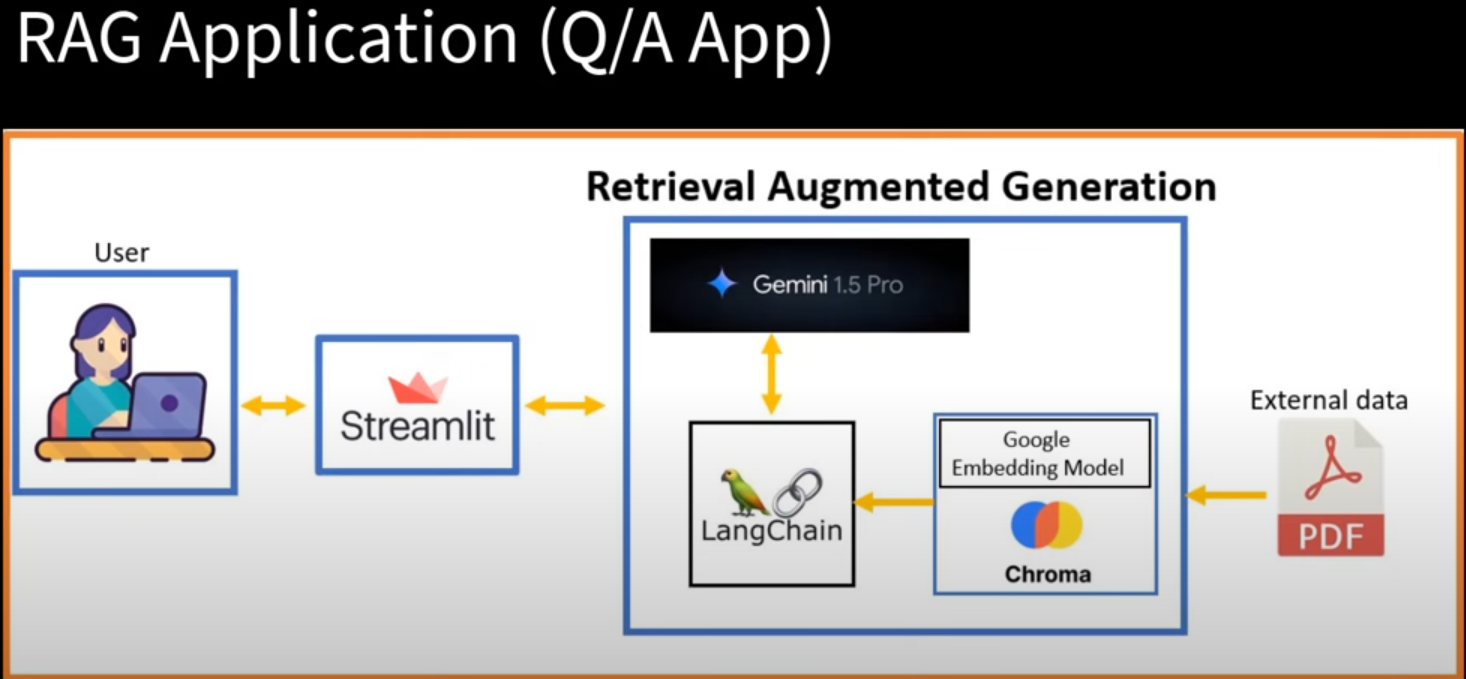 RAG Application (Q/A App)
Retrieval Augmented Generation
User
Gemini 1.5 Pro
Streamlit
External data
Google
Embedding Model
LangChain
Chroma
PDF